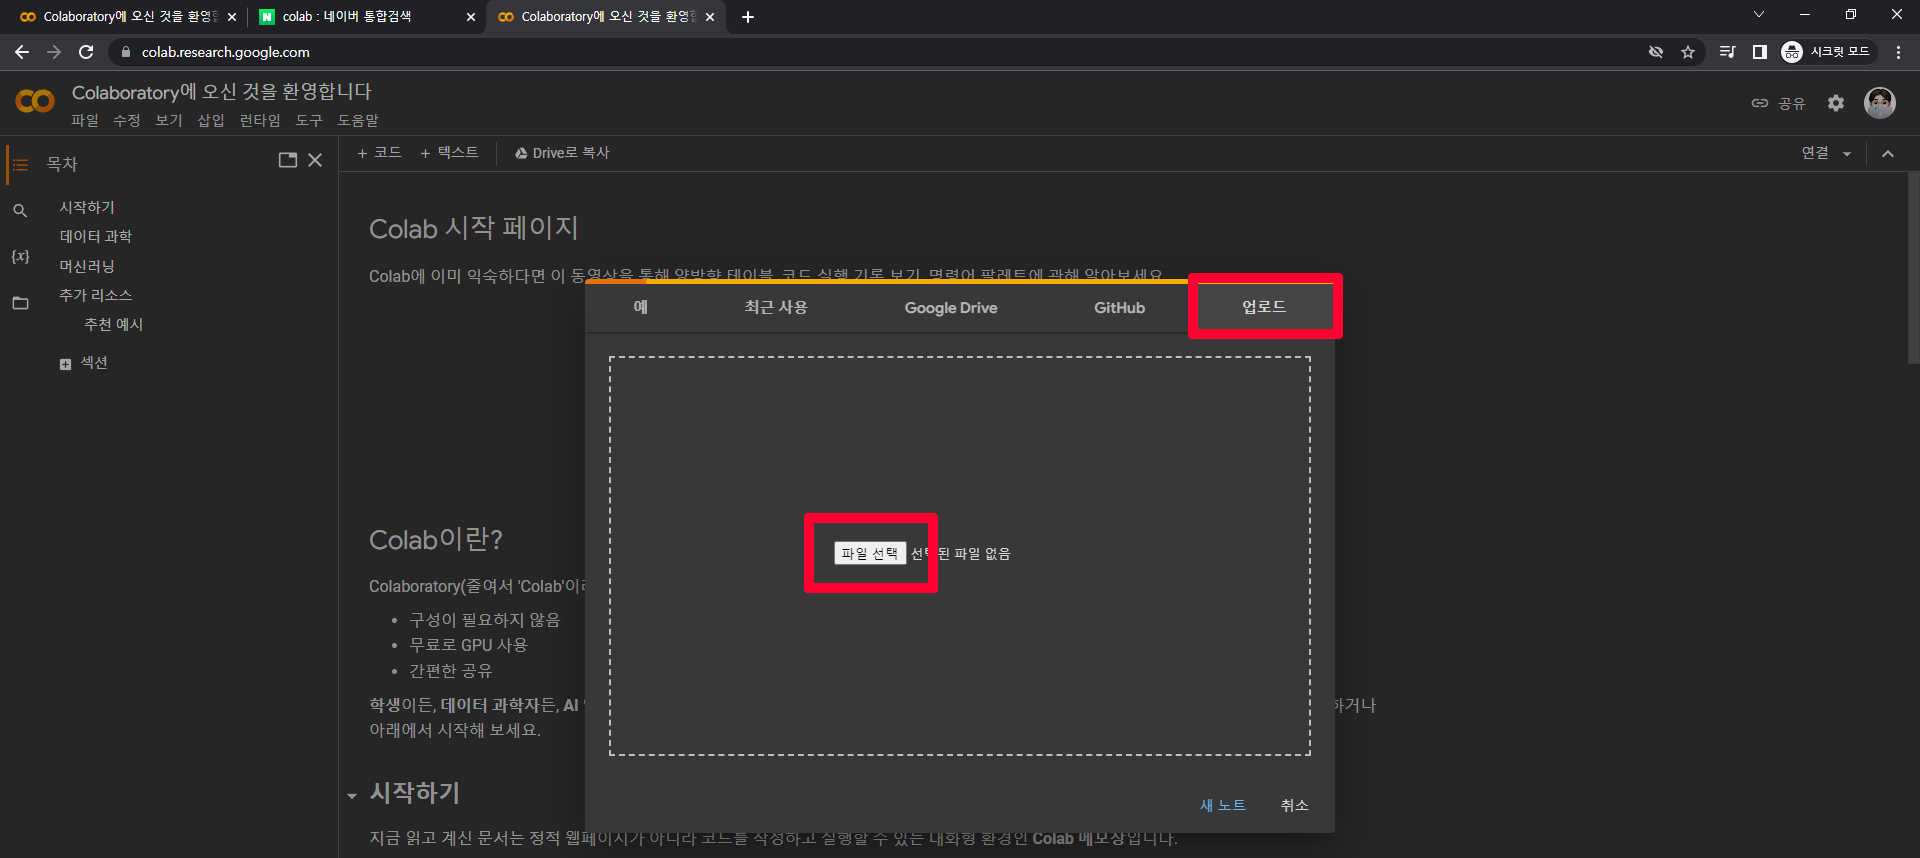 Colaboratory에 오신 것을 환영합
colab : 네이버 통합검색
Colaboratory에 오신 것을 환영
colab.research.google.com
시크릿 모드
Colaboratory에 오신 것을 환영합니다
파일 수정 보기 삽입 런타임 도구 도움말
공유
목차
+ 코드 + 텍스트
Drive로 복사
연결
시작하기
데이터 과학
{x}
머신러닝
추가 리소스
추천 예시
섹션
Colab 시작 페이지
Colab에 이미 익숙하다면 이 동영상을 통해 양방향 테이블, 코드 실행 기록 보기, 명령어 팔레트에 관해 알아보세요.
예
최근 사용
Google Drive
GitHub
업로드
파일 선택 선택된 파일 없음
새 노트
취소
Colab이란?
Colaboratory(줄여서 'Colab'이라
• 구성이 필요하지 않음
• 무료로 GPU 사용
• 간편한 공유
학생이든, 데이터 과학자든, AI
하거나
아래에서 시작해 보세요.
시작하기
지금 읽고 계신 문서는 정적 웹페이지가 아니라 코드를 작성하고 실행할 수 있는 대화형 환경인 Colab 메모장입니다.